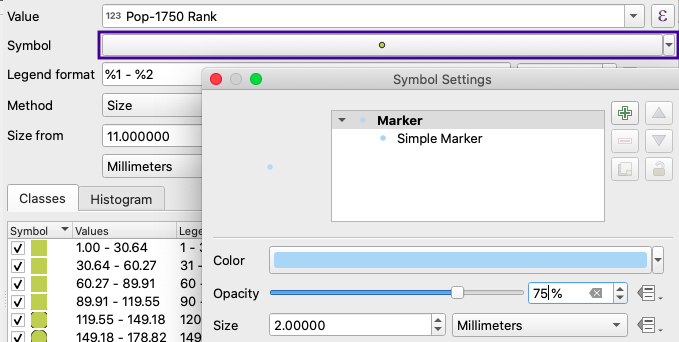 Value 123 Pop-1750 Rank ε
Symbol
Legend format %1 - %2
Symbol Settings
Method Size
Marker
Simple Marker
Size from 11.000000
Millimeters
Classes Histogram
Symbol Values Lege
1.00 - 30.64 1 - 3
30.64 - 60.27 31 -
60.27 - 89.91 60 -
89.91 - 119.55 90 -
119.55 - 149.18 120
149.18 - 178.82 149
Color
Opacity 75% 
Size 2.00000 Millimeters